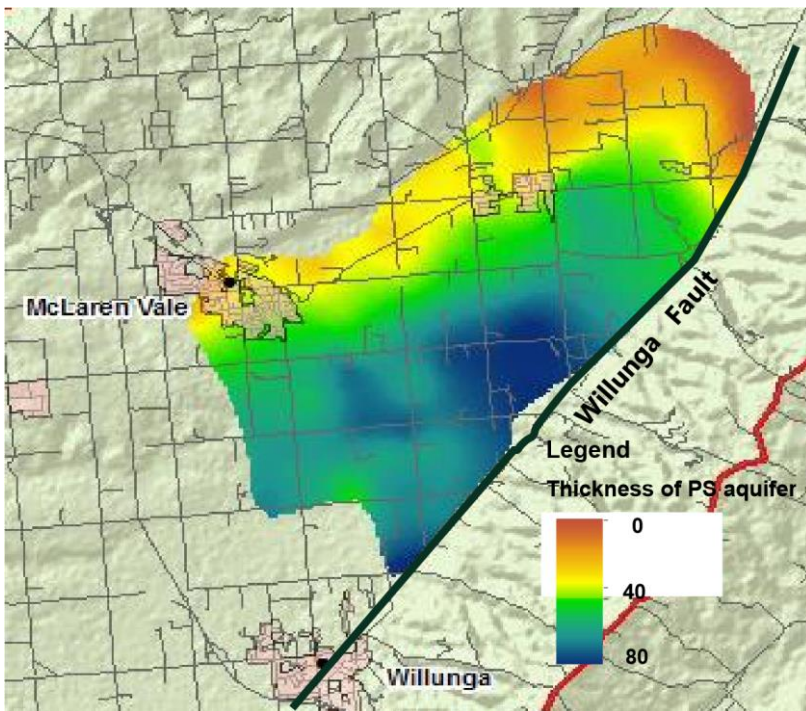 McLaren Vale
Willunga Fault
Legend
Thickness of PS aquifer
0
40
80
Willunga